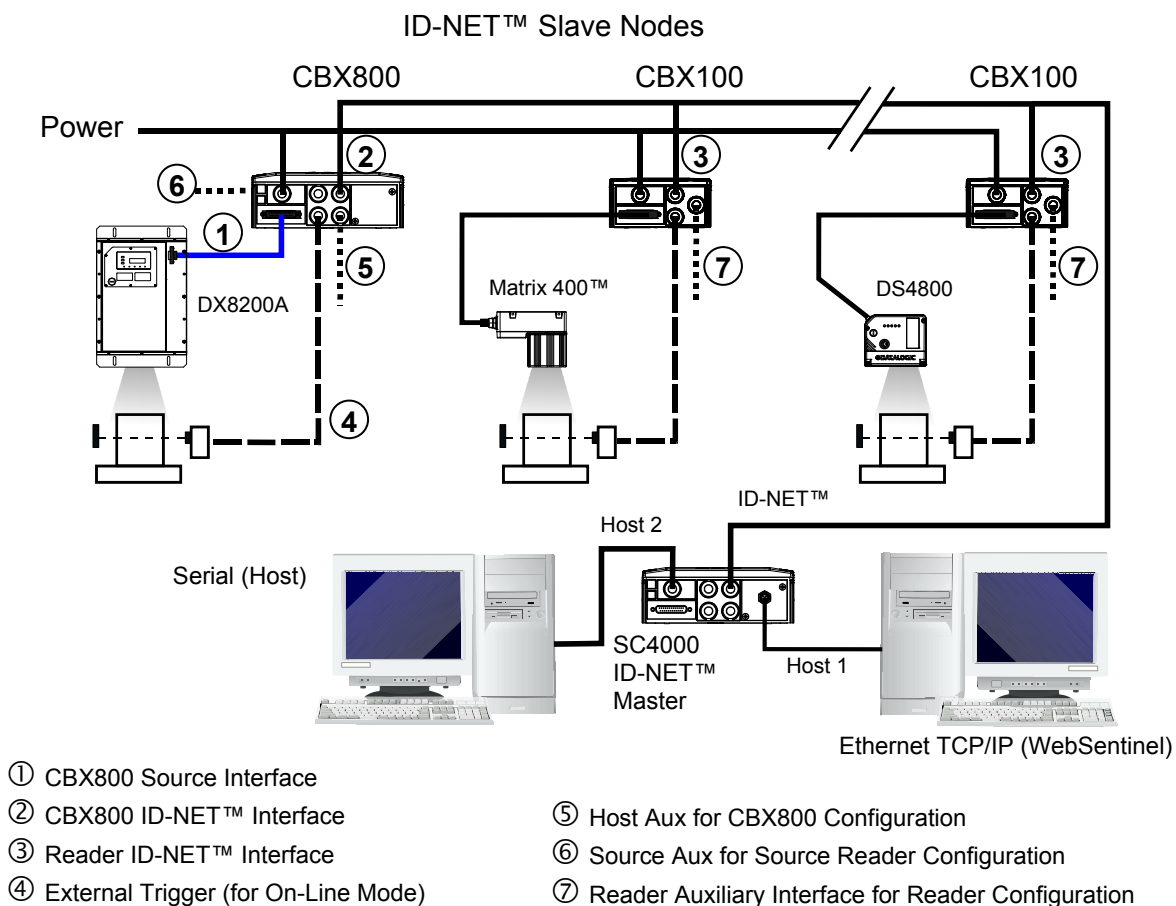 ID-NET™ Slave Nodes
CBX800
CBX100
CBX100
Power
2
3
3
6
1
5
7
7
DX8200A
Matrix 400™
DS4800
DATALOGIC
4
ID-NET™
Host 2
Serial (Host)
SC4000
ID-NET™
Master
Host 1
Ethernet TCP/IP (WebSentinel)
① CBX800 Source Interface
② CBX800 ID-NET™ Interface
③ Reader ID-NET™ Interface
④ External Trigger (for On-Line Mode)
⑤ Host Aux for CBX800 Configuration
⑥ Source Aux for Source Reader Configuration
⑦ Reader Auxiliary Interface for Reader Configuration